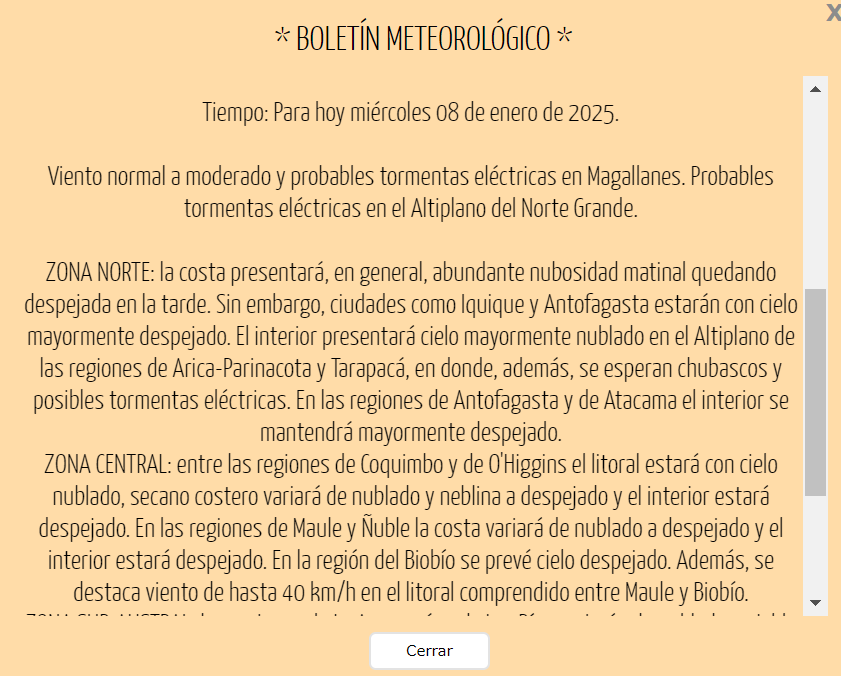 X
* BOLETÍN METEOROLÓGICO *
Tiempo: Para hoy miércoles 08 de enero de 2025.
Viento normal a moderado y probables tormentas eléctricas en Magallanes. Probables
tormentas eléctricas en el Altiplano del Norte Grande.
ZONA NORTE: la costa presentará, en general, abundante nubosidad matinal quedando
despejada en la tarde. Sin embargo, ciudades como Iquique y Antofagasta estarán con cielo
mayormente despejado. El interior presentará cielo mayormente nublado en el Altiplano de
las regiones de Arica-Parinacota y Tarapacá, en donde, además, se esperan chubascos y
posibles tormentas eléctricas. En las regiones de Antofagasta y de Atacama el interior se
mantendrá mayormente despejado.
ZONA CENTRAL: entre las regiones de Coquimbo y de O'Higgins el litoral estará con cielo
nublado, secano costero variará de nublado y neblina a despejado y el interior estará
despejado. En las regiones de Maule y Ñuble la costa variará de nublado a despejado y el
interior estará despejado. En la región del Biobío se prevé cielo despejado. Además, se
destaca viento de hasta 40 km/h en el litoral comprendido entre Maule y Biobío.
Cerrar